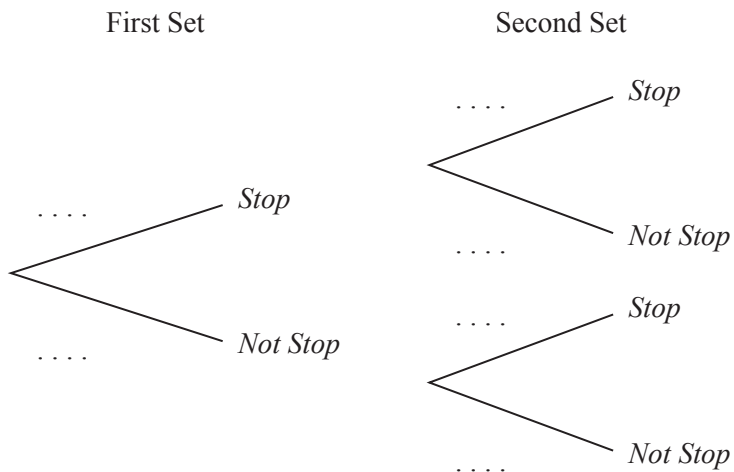 First Set
Second Set
. . . .
Stop
. . . .
Stop
. . . .
Not Stop
. . . .
Not Stop
. . . .
Stop
. . . .
Not Stop